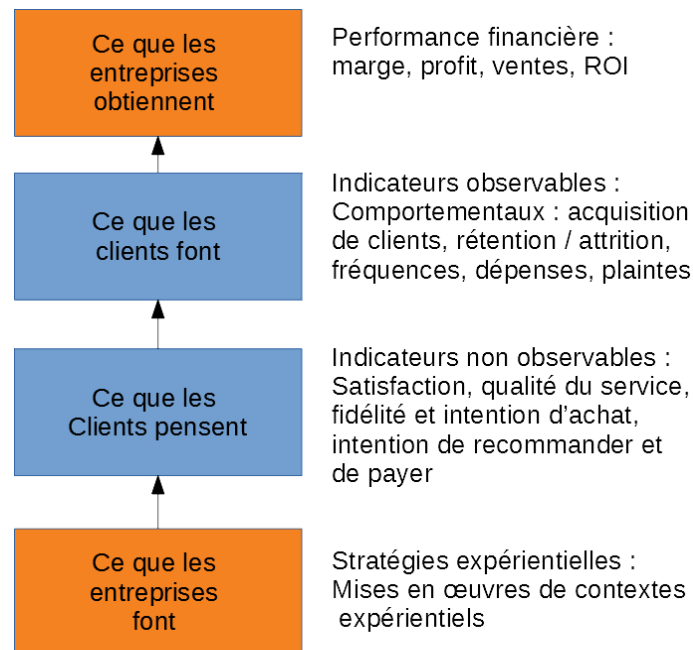 Ce que les
entreprises
obtiennent
Performance financière :
marge, profit, ventes, ROI
Ce que les
clients font
Indicateurs observables :
Comportementaux : acquisition
de clients, rétention / attrition,
fréquences, dépenses, plaintes
Ce que les
Clients pensent
Indicateurs non observables :
Satisfaction, qualité du service,
fidélité et intention d'achat,
intention de recommander et
de payer
Ce que les
entreprises
font
Stratégies expérientielles :
Mises en œuvres de contextes
expérientiels